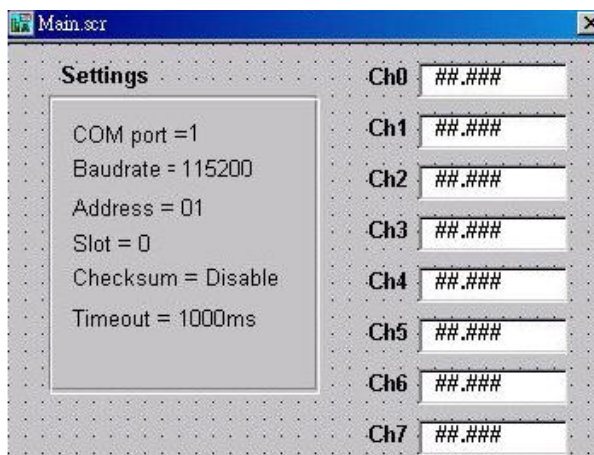 Main.scr
Settings
COM port =1
Baudrate = 115200
Address = 01
Slot = 0
Checksum = Disable
Timeout = 1000ms
Ch0 ##.###
Ch1 ##.###
Ch2 ##.###
Ch3 ##.###
Ch4 ##.###
Ch5 ##.###
Ch6 ##.###
Ch7 ##.###